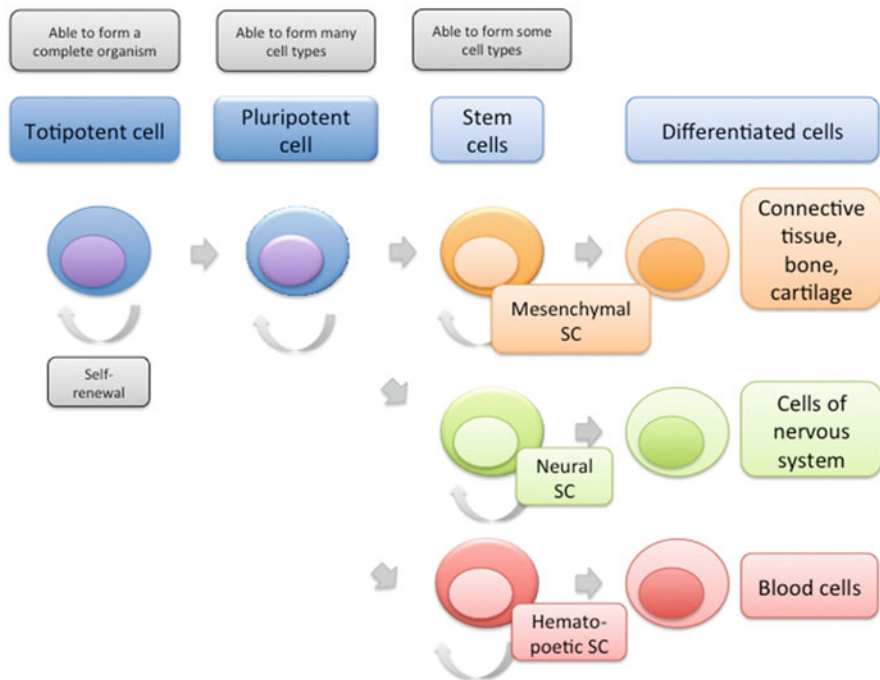 Able to form a
complete organism
Able to form many
cell types
Able to form some
cell types
Totipotent cell
Pluripotent
cell
Stem
cells
Differentiated cells
Connective
tissue,
bone,
cartilage
Mesenchymal
SC
Self-
renewal
Cells of
nervous
system
Neural
SC
Blood cells
Hemato-
poetic SC